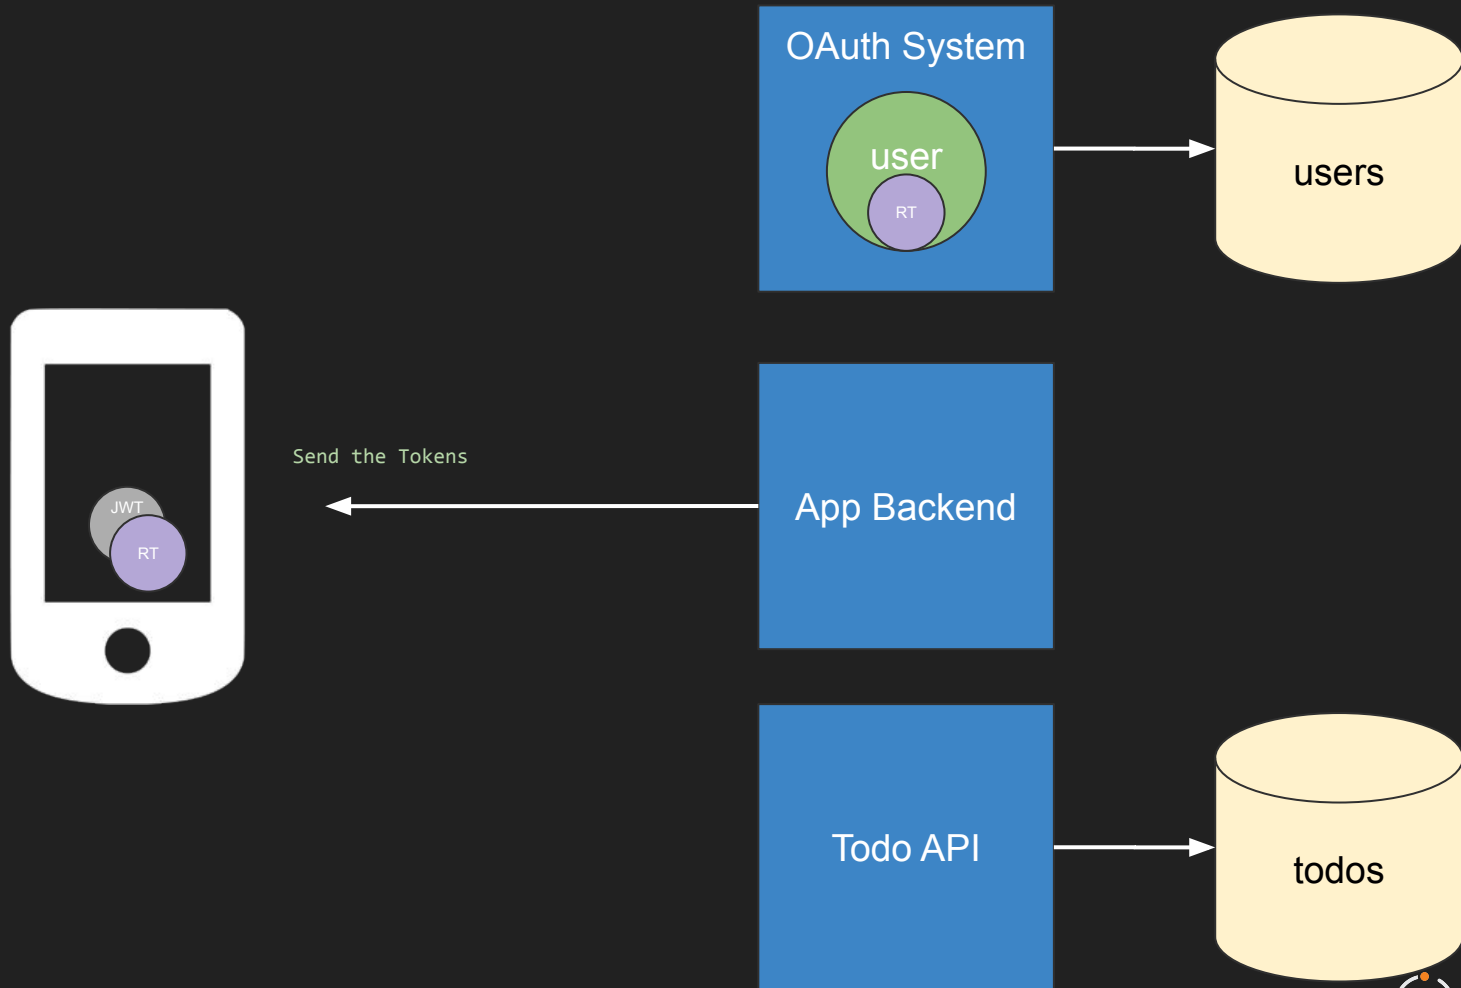 OAuth System
user
RT
users
Send the Tokens
JWT
RT
App Backend
Todo API
todos